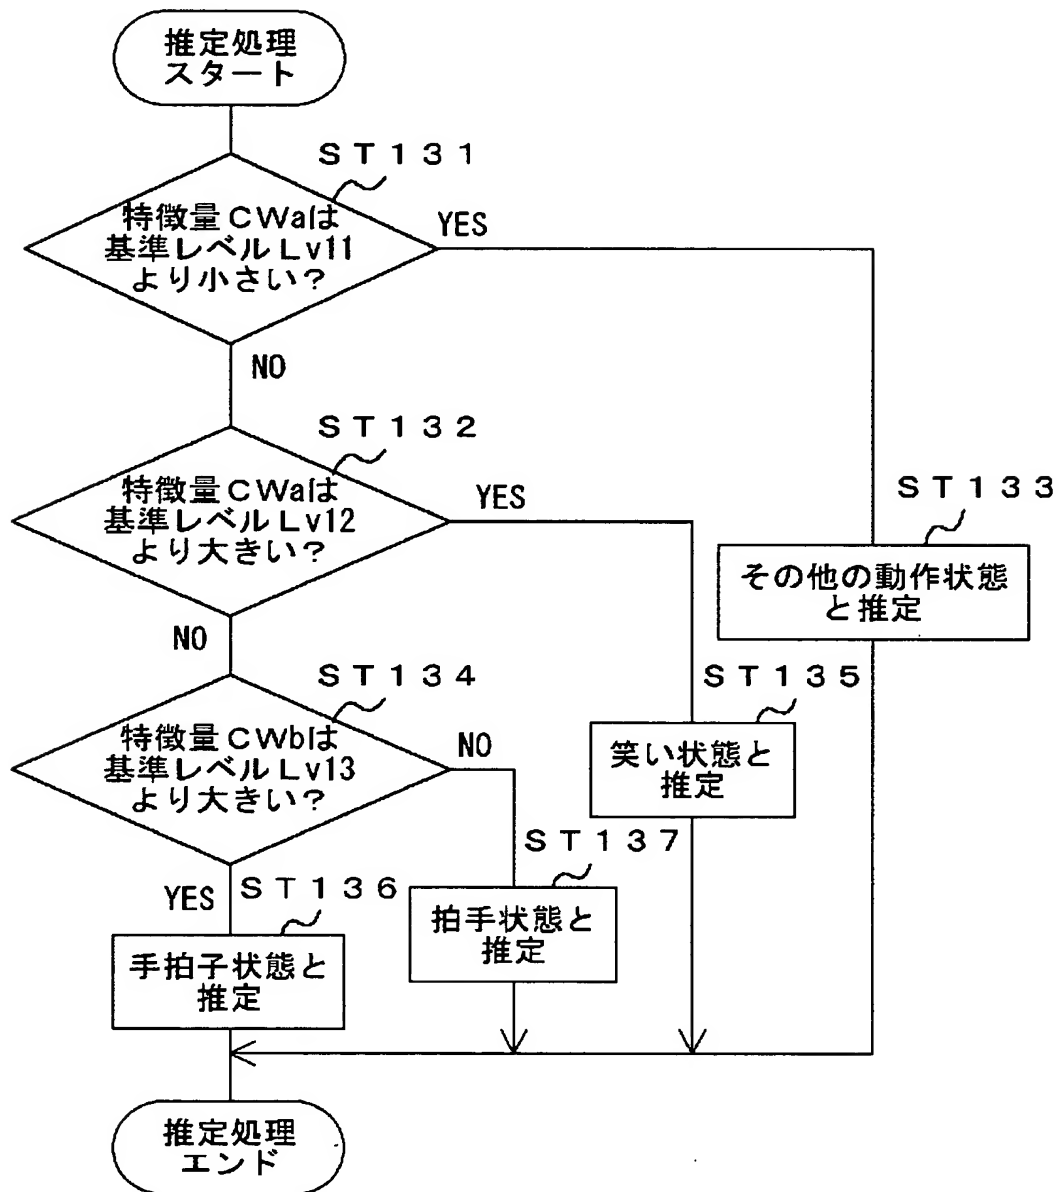 推定処理
スタート
ST131
特徴量CWaは
基準レベルLv11
より小さい？
YES
NO
ST132
特徴量CWaは
基準レベルLv12
より大きい？
YES
NO
ST133
その他の動作状態
と推定
ST134
特徴量CWbは
基準レベルLv13
より大きい？
NO
YES
ST135
笑い状態と
推定
ST137
拍手状態と
推定
ST136
手拍子状態と
推定
推定処理
エンド